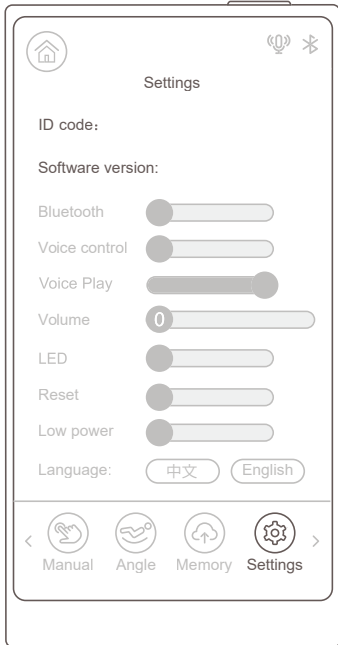 Settings
ID code：
Software version:
Bluetooth
Voice control
Voice Play
Volume 0
LED
Reset
Low power
Language: 中文 English
Manual Angle Memory Settings